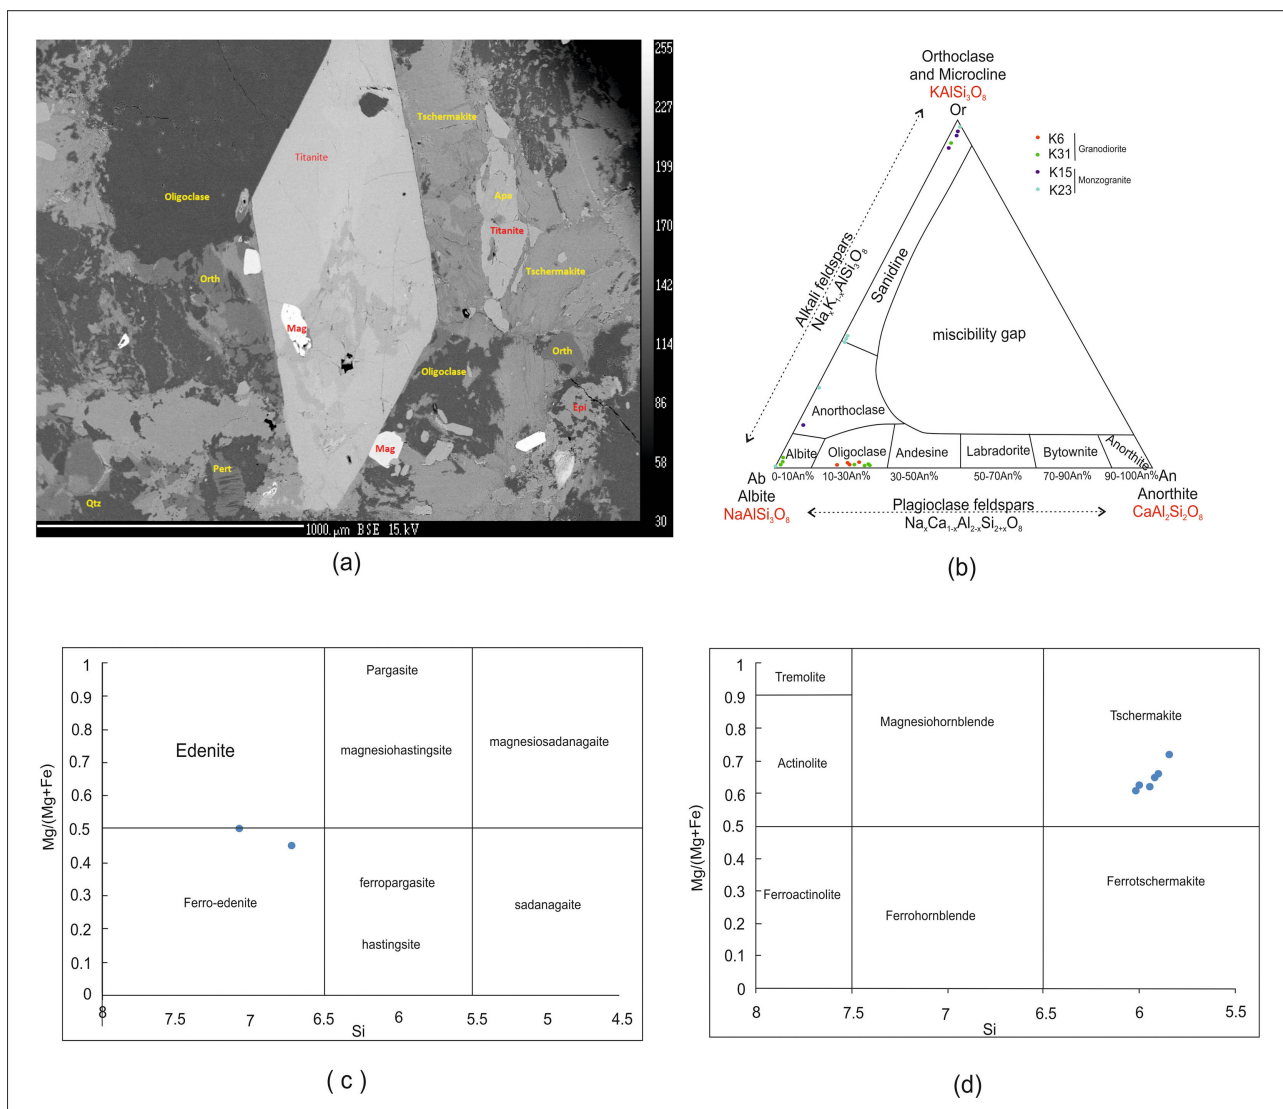 255
227
199
170
142
114
86
58
30
Tschermakite
Titanite
Oligoclase
Apa
Titanite
Tschermakite
Orth
Mag
Orth
Oligoclase
Epi
Mag
Pert
Qtz
1000.µm BSE 15.kV
(a)
Orthoclase
and Microcline
KAlSi₃O₈
Or
K6
K31
Granodiorite
K15
K23
Monzogranite
Alkali feldspars
NaₓK₁₋ₓAlSi₃O₈
Sanidine
miscibility gap
Anorthoclase
Albite
Oligoclase
Andesine
Labradorite
Bytownite
Anorthite
0-10An%
10-30An%
30-50An%
50-70An%
70-90An%
90-100An%
Ab
Albite
NaAlSi₃O₈
An
Anorthite
CaAl₂Si₂O₈
Plagioclase feldspars
NaₓCa₁₋ₓAl₂₋ₓSi₂₊ₓO₈
(b)
Mg/(Mg+Fe)
1
0.9
0.8
0.7
0.6
0.5
0.4
0.3
0.2
0.1
0
Pargasite
Edenite
magnesiohastingsite
magnesiosadanagaite
Ferro-edenite
ferropargasite
sadanagaite
hastingsite
8
7.5
7
6.5
6
5
4.5
Si
( c )
Mg/(Mg+Fe)
1
0.9
0.8
0.7
0.6
0.5
0.4
0.3
0.2
0.1
0
Tremolite
Magnesiohornblende
Tschermakite
Actinolite
Ferroactinolite
Ferrohornblende
Ferrotschermakite
8
7.5
7
6.5
6
5.5
Si
(d)